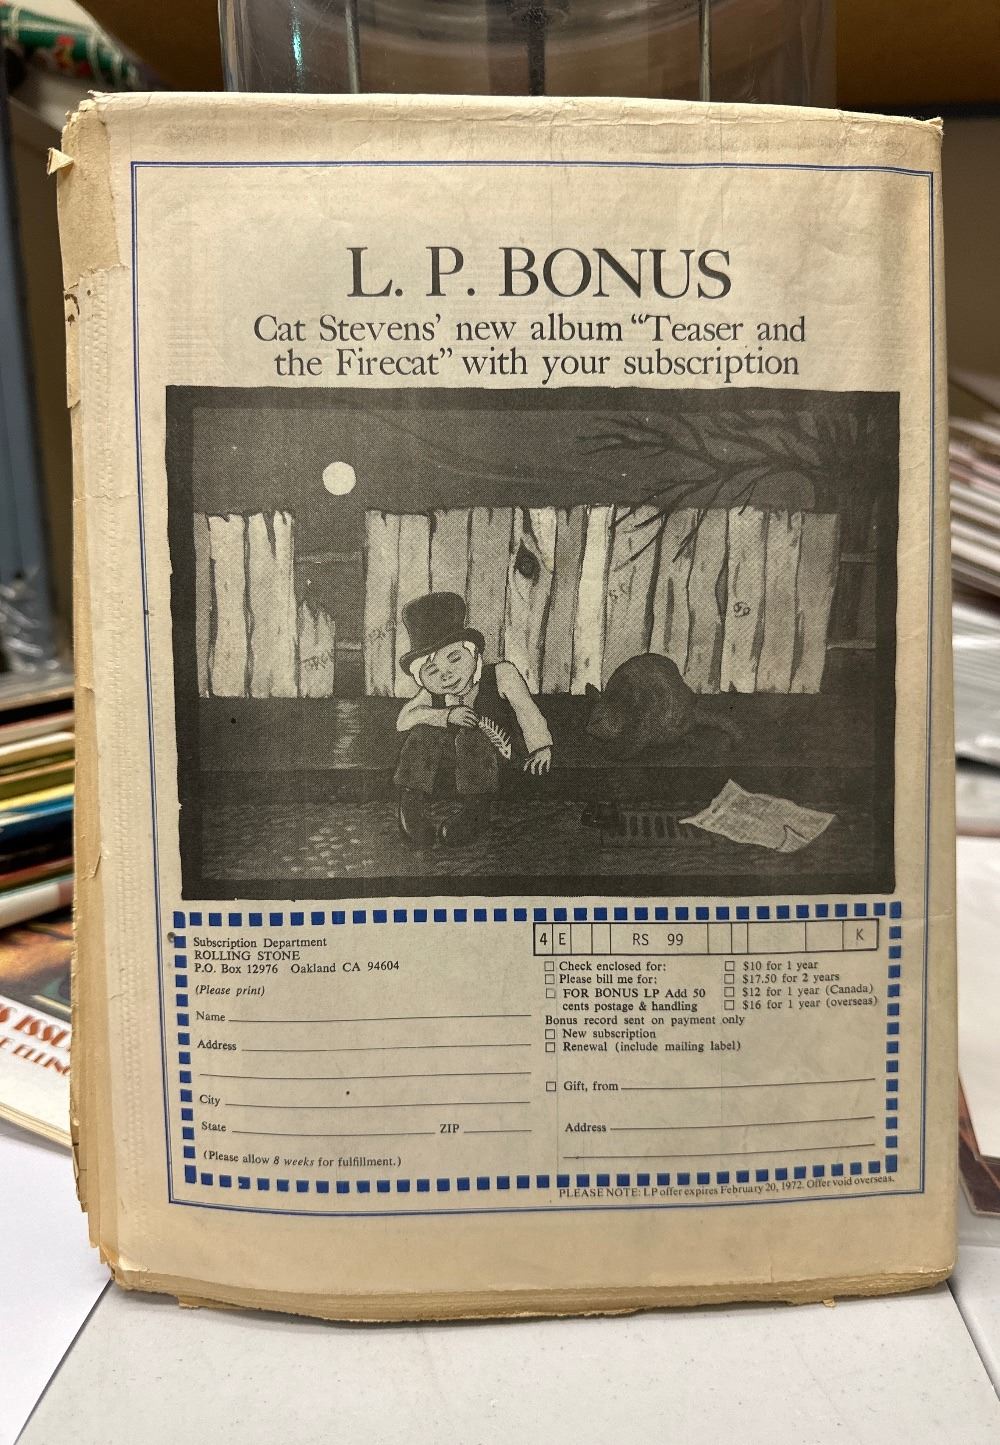 L. P. BONUS
Cat Stevens' new album "Teaser and
the Firecat" with your subscription
Subscription Department
ROLLING STONE
P.O. Box 12976 Oakland CA 94604
(Please print)
Name
Address
City
State ZIP
(Please allow 8 weeks for fulfillment.)
4 E RS 99 K
☐ Check enclosed for:
☐ Please bill me for:
☐ FOR BONUS LP Add 50
cents postage & handling
☐ $10 for 1 year
☐ $17.50 for 2 years
☐ $12 for 1 year (Canada)
☐ $16 for 1 year (overseas)
Bonus record sent on payment only
☐ New subscription
☐ Renewal (include mailing label)
☐ Gift, from
Address
PLEASE NOTE: LP offer expires February 20, 1972. Offer void overseas.